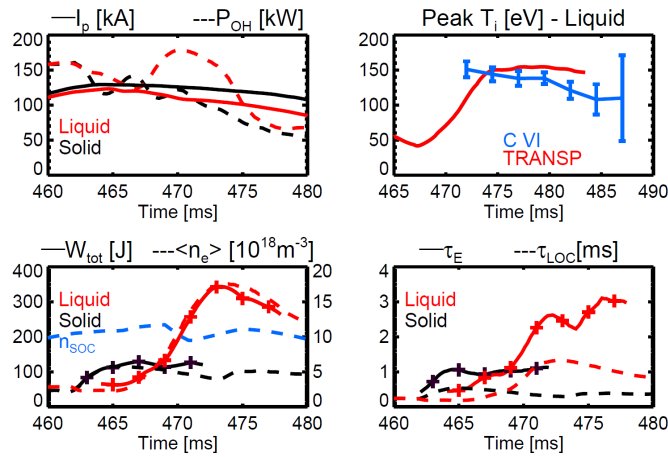 —I_p [kA] ---P_OH [kW]
200
150
100
50
0
Liquid
Solid
460 465 470 475 480
Time [ms]
Peak T_i [eV] - Liquid
200
150
100
50
0
C VI
TRANSP
465 470 475 480 485 490
Time [ms]
—W_tot [J] ---<n_e> [10^18 m^-3]
500
400
300
200
100
0
20
15
10
5
0
Liquid
Solid
n_SOC
460 465 470 475 480
Time [ms]
—τ_E ---τ_LOC [ms]
4
3
2
1
0
Liquid
Solid
460 465 470 475 480
Time [ms]